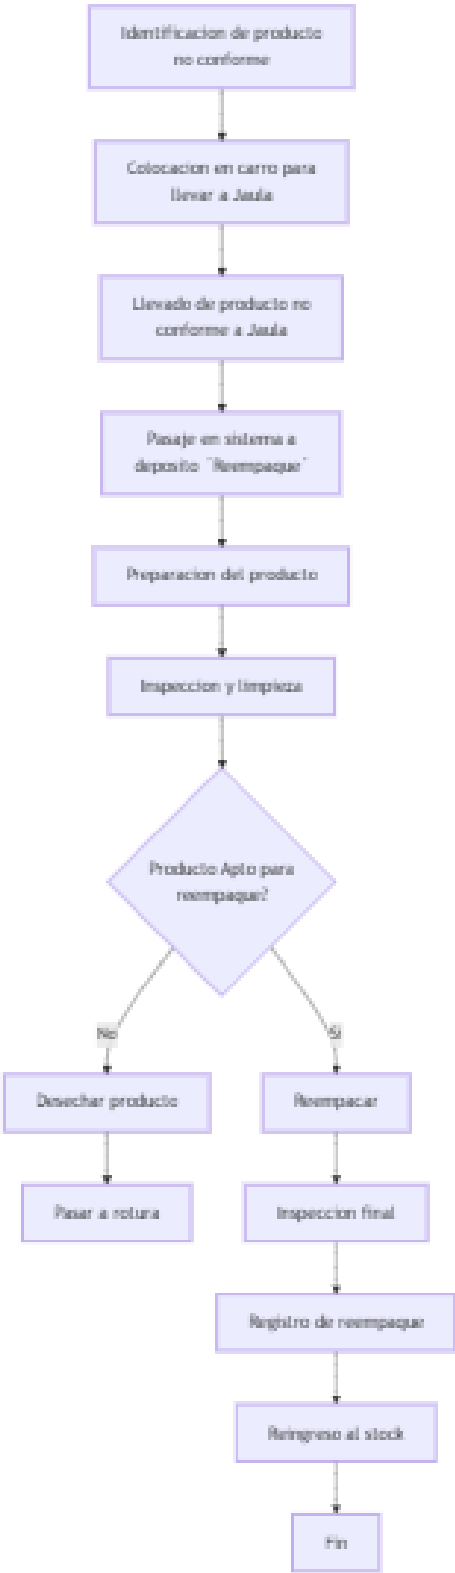 Identificacion de producto
no conforme
Colocacion en carro para
llevar a Jaula
Llevado de producto no
conforme a Jaula
Pasaje en sistema a
deposito ¨Reempaque¨
Preparacion del producto
Inspeccion y limpieza
Producto Apto para
reempaque?
No
Si
Desechar producto
Reempacar
Pasar a rotura
Inspeccion final
Registro de reempaque
Reingreso al stock
Fin